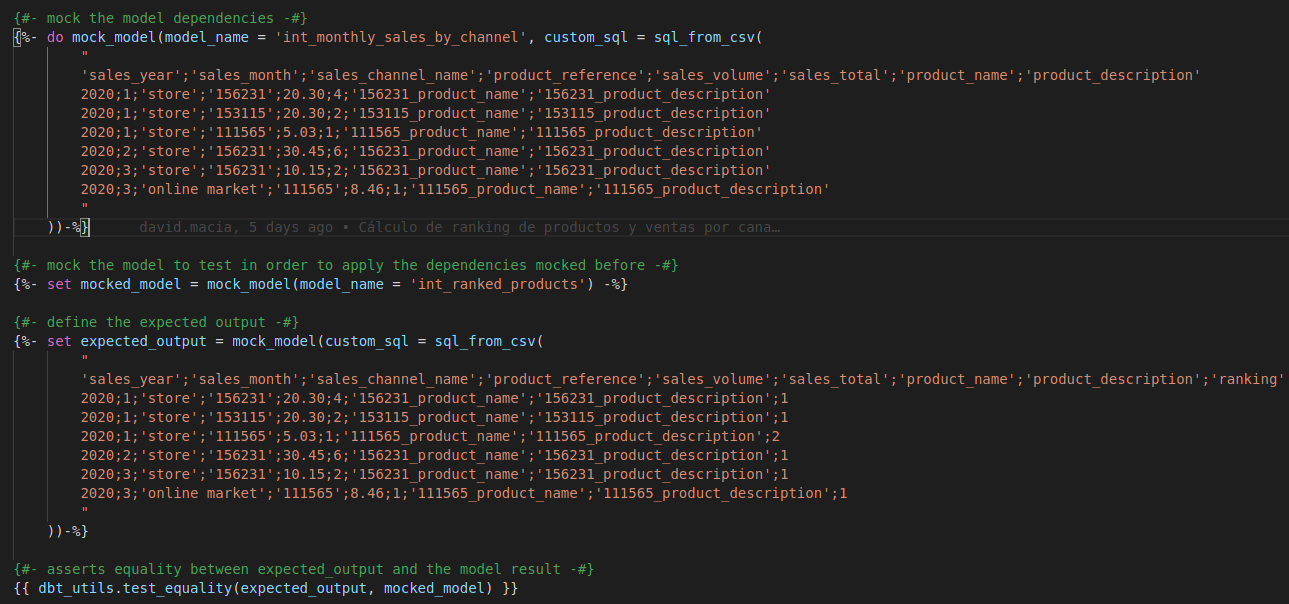 {#- mock the model dependencies -#}
{%- do mock_model(model_name = 'int_monthly_sales_by_channel', custom_sql = sql_from_csv(
"
'sales_year';'sales_month';'sales_channel_name';'product_reference';'sales_volume';'sales_total';'product_name';'product_description'
2020;1;'store';'156231';20.30;4;'156231_product_name';'156231_product_description'
2020;1;'store';'153115';20.30;2;'153115_product_name';'153115_product_description'
2020;1;'store';'111565';5.03;1;'111565_product_name';'111565_product_description'
2020;2;'store';'156231';30.45;6;'156231_product_name';'156231_product_description'
2020;3;'store';'156231';10.15;2;'156231_product_name';'156231_product_description'
2020;3;'online market';'111565';8.46;1;'111565_product_name';'111565_product_description'
"
))-%} david.macia, 5 days ago • Cálculo de ranking de productos y ventas por cana…
{#- mock the model to test in order to apply the dependencies mocked before -#}
{%- set mocked_model = mock_model(model_name = 'int_ranked_products') -%}
{#- define the expected output -#}
{%- set expected_output = mock_model(custom_sql = sql_from_csv(
"
'sales_year';'sales_month';'sales_channel_name';'product_reference';'sales_volume';'sales_total';'product_name';'product_description';'ranking'
2020;1;'store';'156231';20.30;4;'156231_product_name';'156231_product_description';1
2020;1;'store';'153115';20.30;2;'153115_product_name';'153115_product_description';1
2020;1;'store';'111565';5.03;1;'111565_product_name';'111565_product_description';2
2020;2;'store';'156231';30.45;6;'156231_product_name';'156231_product_description';1
2020;3;'store';'156231';10.15;2;'156231_product_name';'156231_product_description';1
2020;3;'online market';'111565';8.46;1;'111565_product_name';'111565_product_description';1
"
))-%}
{#- asserts equality between expected_output and the model result -#}
{{ dbt_utils.test_equality(expected_output, mocked_model) }}